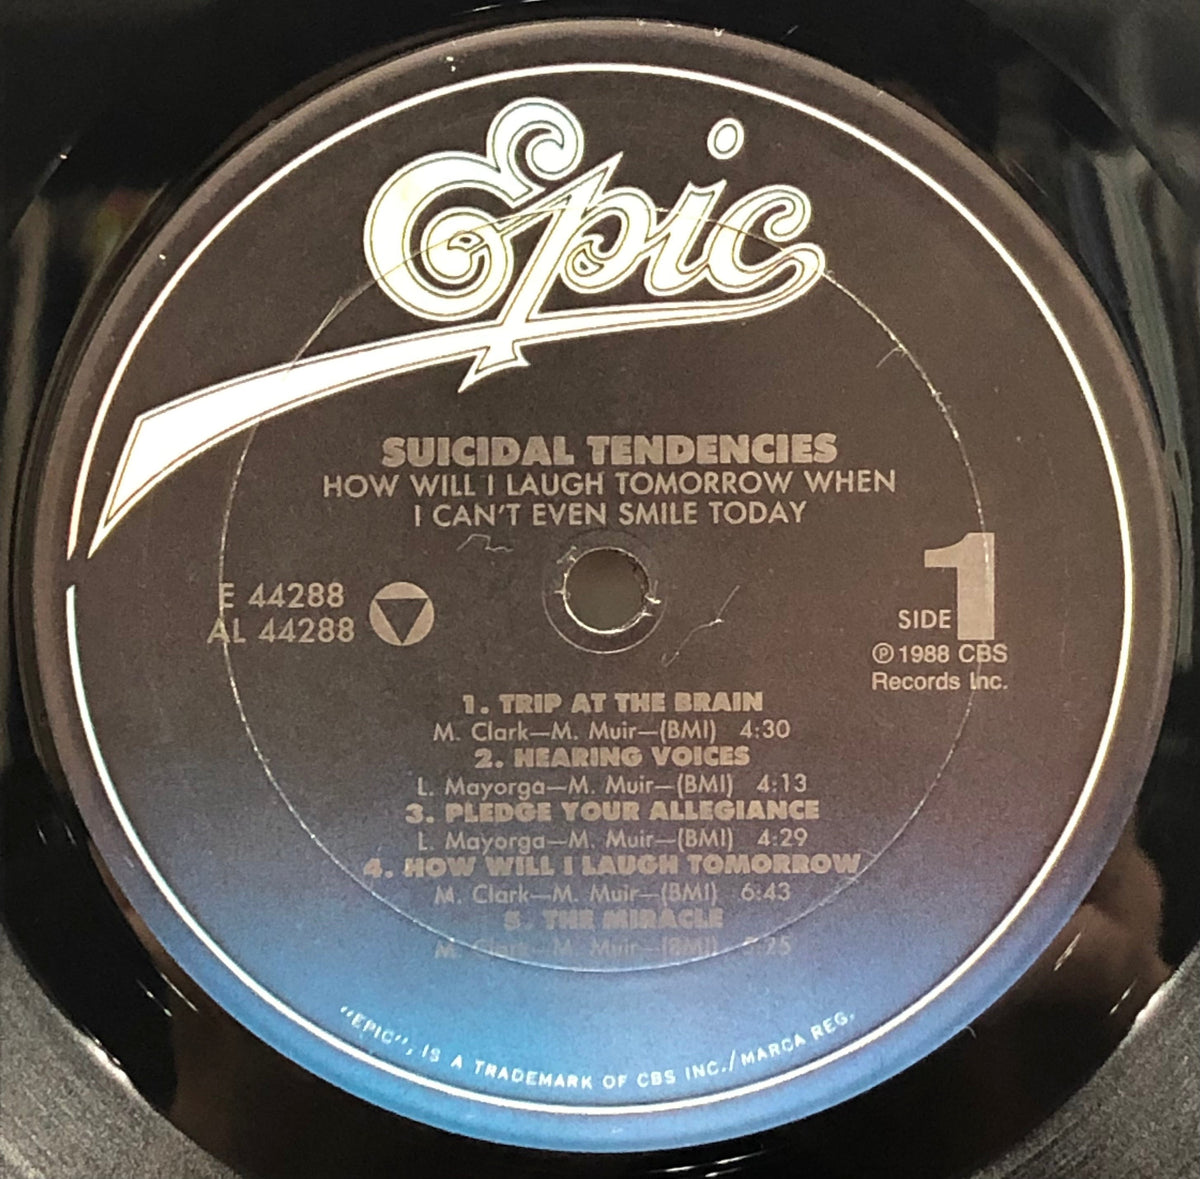 Epic
SUICIDAL TENDENCIES
HOW WILL I LAUGH TOMORROW WHEN
I CAN'T EVEN SMILE TODAY
E 44288
AL 44288
SIDE 1
Ⓟ 1988 CBS
Records Inc.
1. TRIP AT THE BRAIN
M. Clark—M. Muir—(BMI) 4:30
2. HEARING VOICES
L. Mayorga—M. Muir—(BMI) 4:13
3. PLEDGE YOUR ALLEGIANCE
L. Mayorga—M. Muir—(BMI) 4:29
4. HOW WILL I LAUGH TOMORROW
M. Clark—M. Muir—(BMI) 6:43
5. THE MIRACLE
M. Clark—M. Muir—(BMI)
"EPIC", IS A TRADEMARK OF CBS INC./MARCA REG.